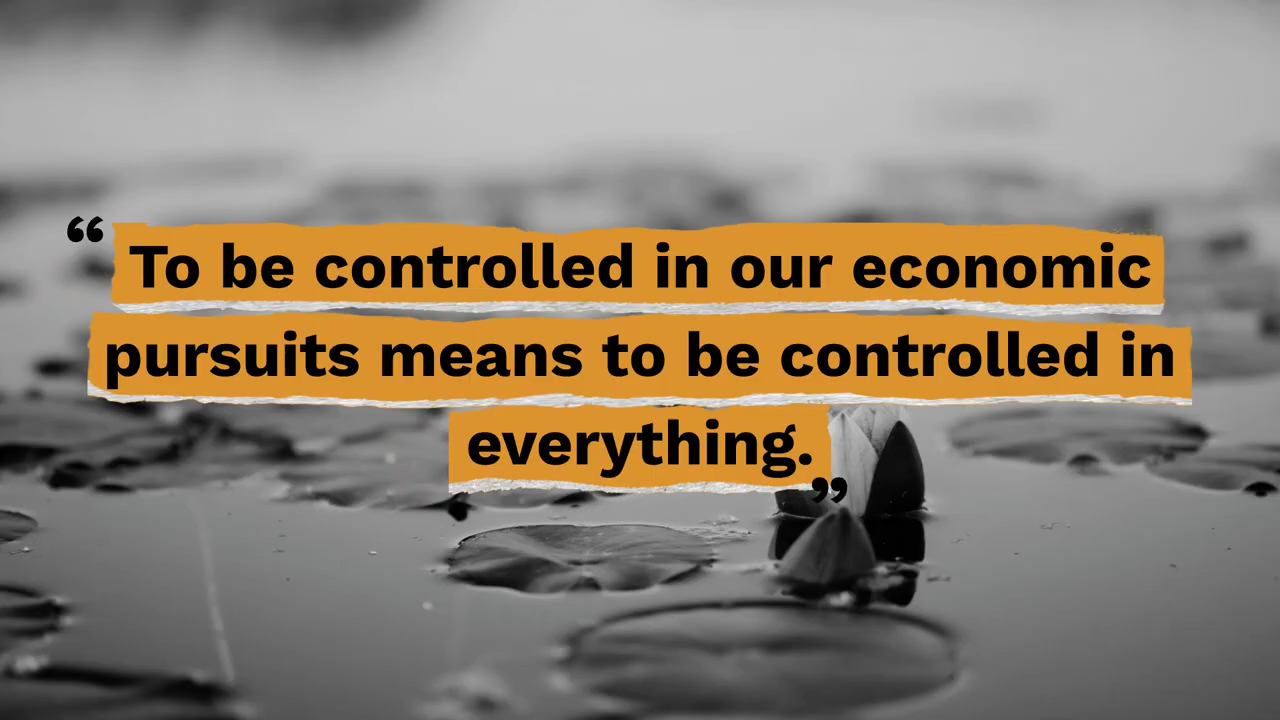 “To be controlled in our economic
pursuits means to be controlled in
everything.”